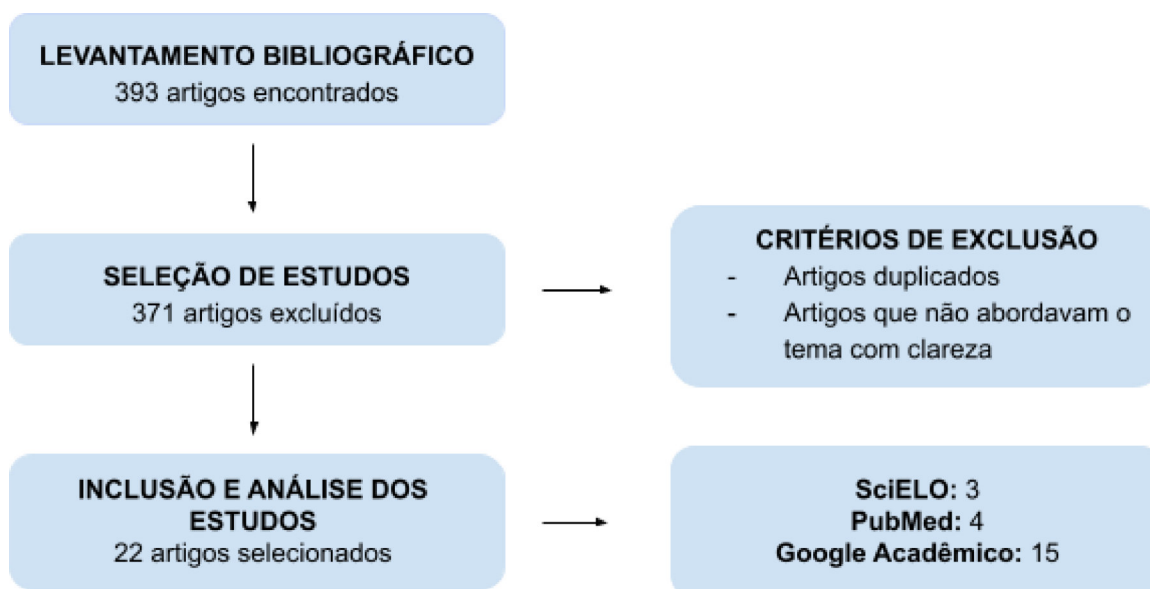 LEVANTAMENTO BIBLIOGRÁFICO
393 artigos encontrados
SELEÇÃO DE ESTUDOS
371 artigos excluídos
CRITÉRIOS DE EXCLUSÃO
- Artigos duplicados
- Artigos que não abordavam o
tema com clareza
INCLUSÃO E ANÁLISE DOS
ESTUDOS
22 artigos selecionados
SciELO: 3
PubMed: 4
Google Acadêmico: 15